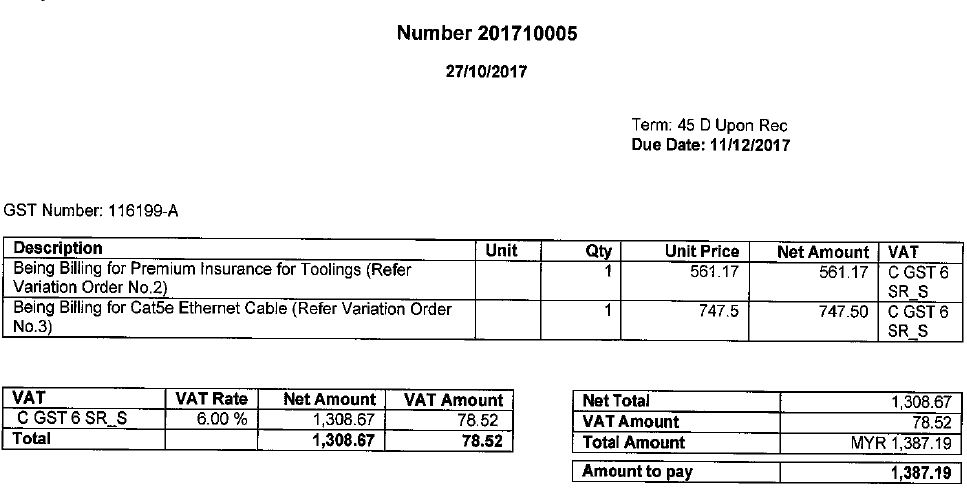 Number 201710005
27/10/2017
Term: 45 D Upon Rec
Due Date: 11/12/2017
GST Number: 116199-A
Description Unit Qty Unit Price Net Amount VAT
Being Billing for Premium Insurance for Toolings (Refer 1 561.17 561.17 C GST 6
Variation Order No.2) SR_S
Being Billing for Cat5e Ethernet Cable (Refer Variation Order 1 747.5 747.50 C GST 6
No.3) SR_S
VAT VAT Rate Net Amount VAT Amount
C GST 6 SR_S 6.00 % 1,308.67 78.52
Total 1,308.67 78.52
Net Total 1,308.67
VAT Amount 78.52
Total Amount MYR 1,387.19
Amount to pay 1,387.19